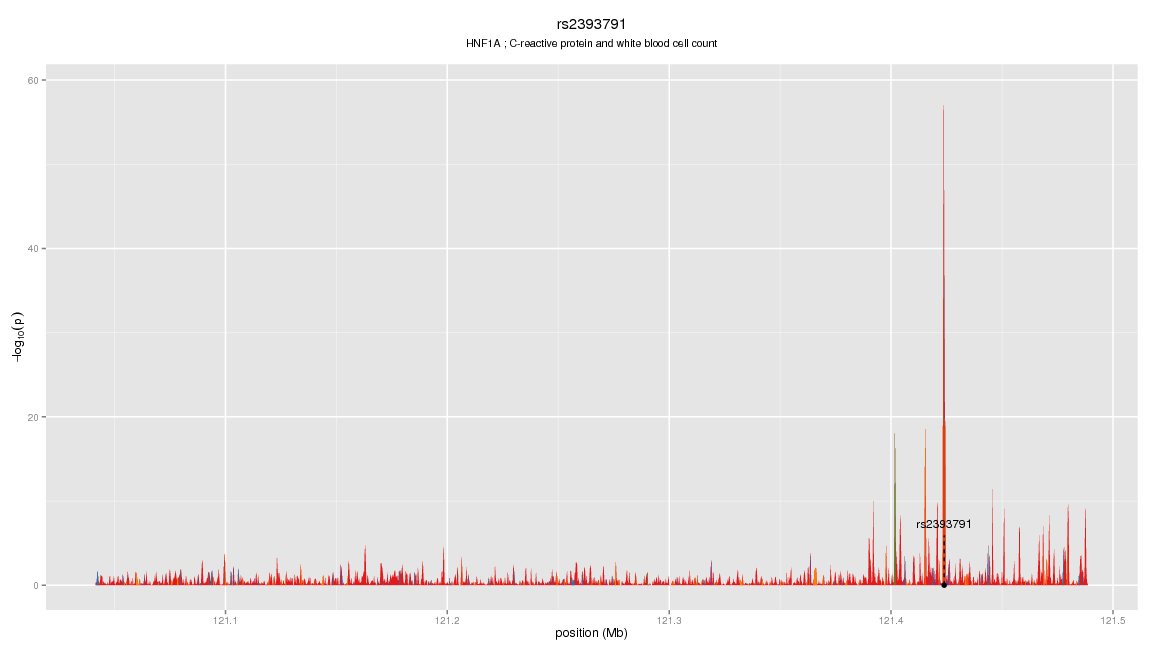 rs2393791
HNF1A ; C-reactive protein and white blood cell count
60
40
20
0
−log10(p)
rs2393791
121.1 121.2 121.3 121.4 121.5
position (Mb)